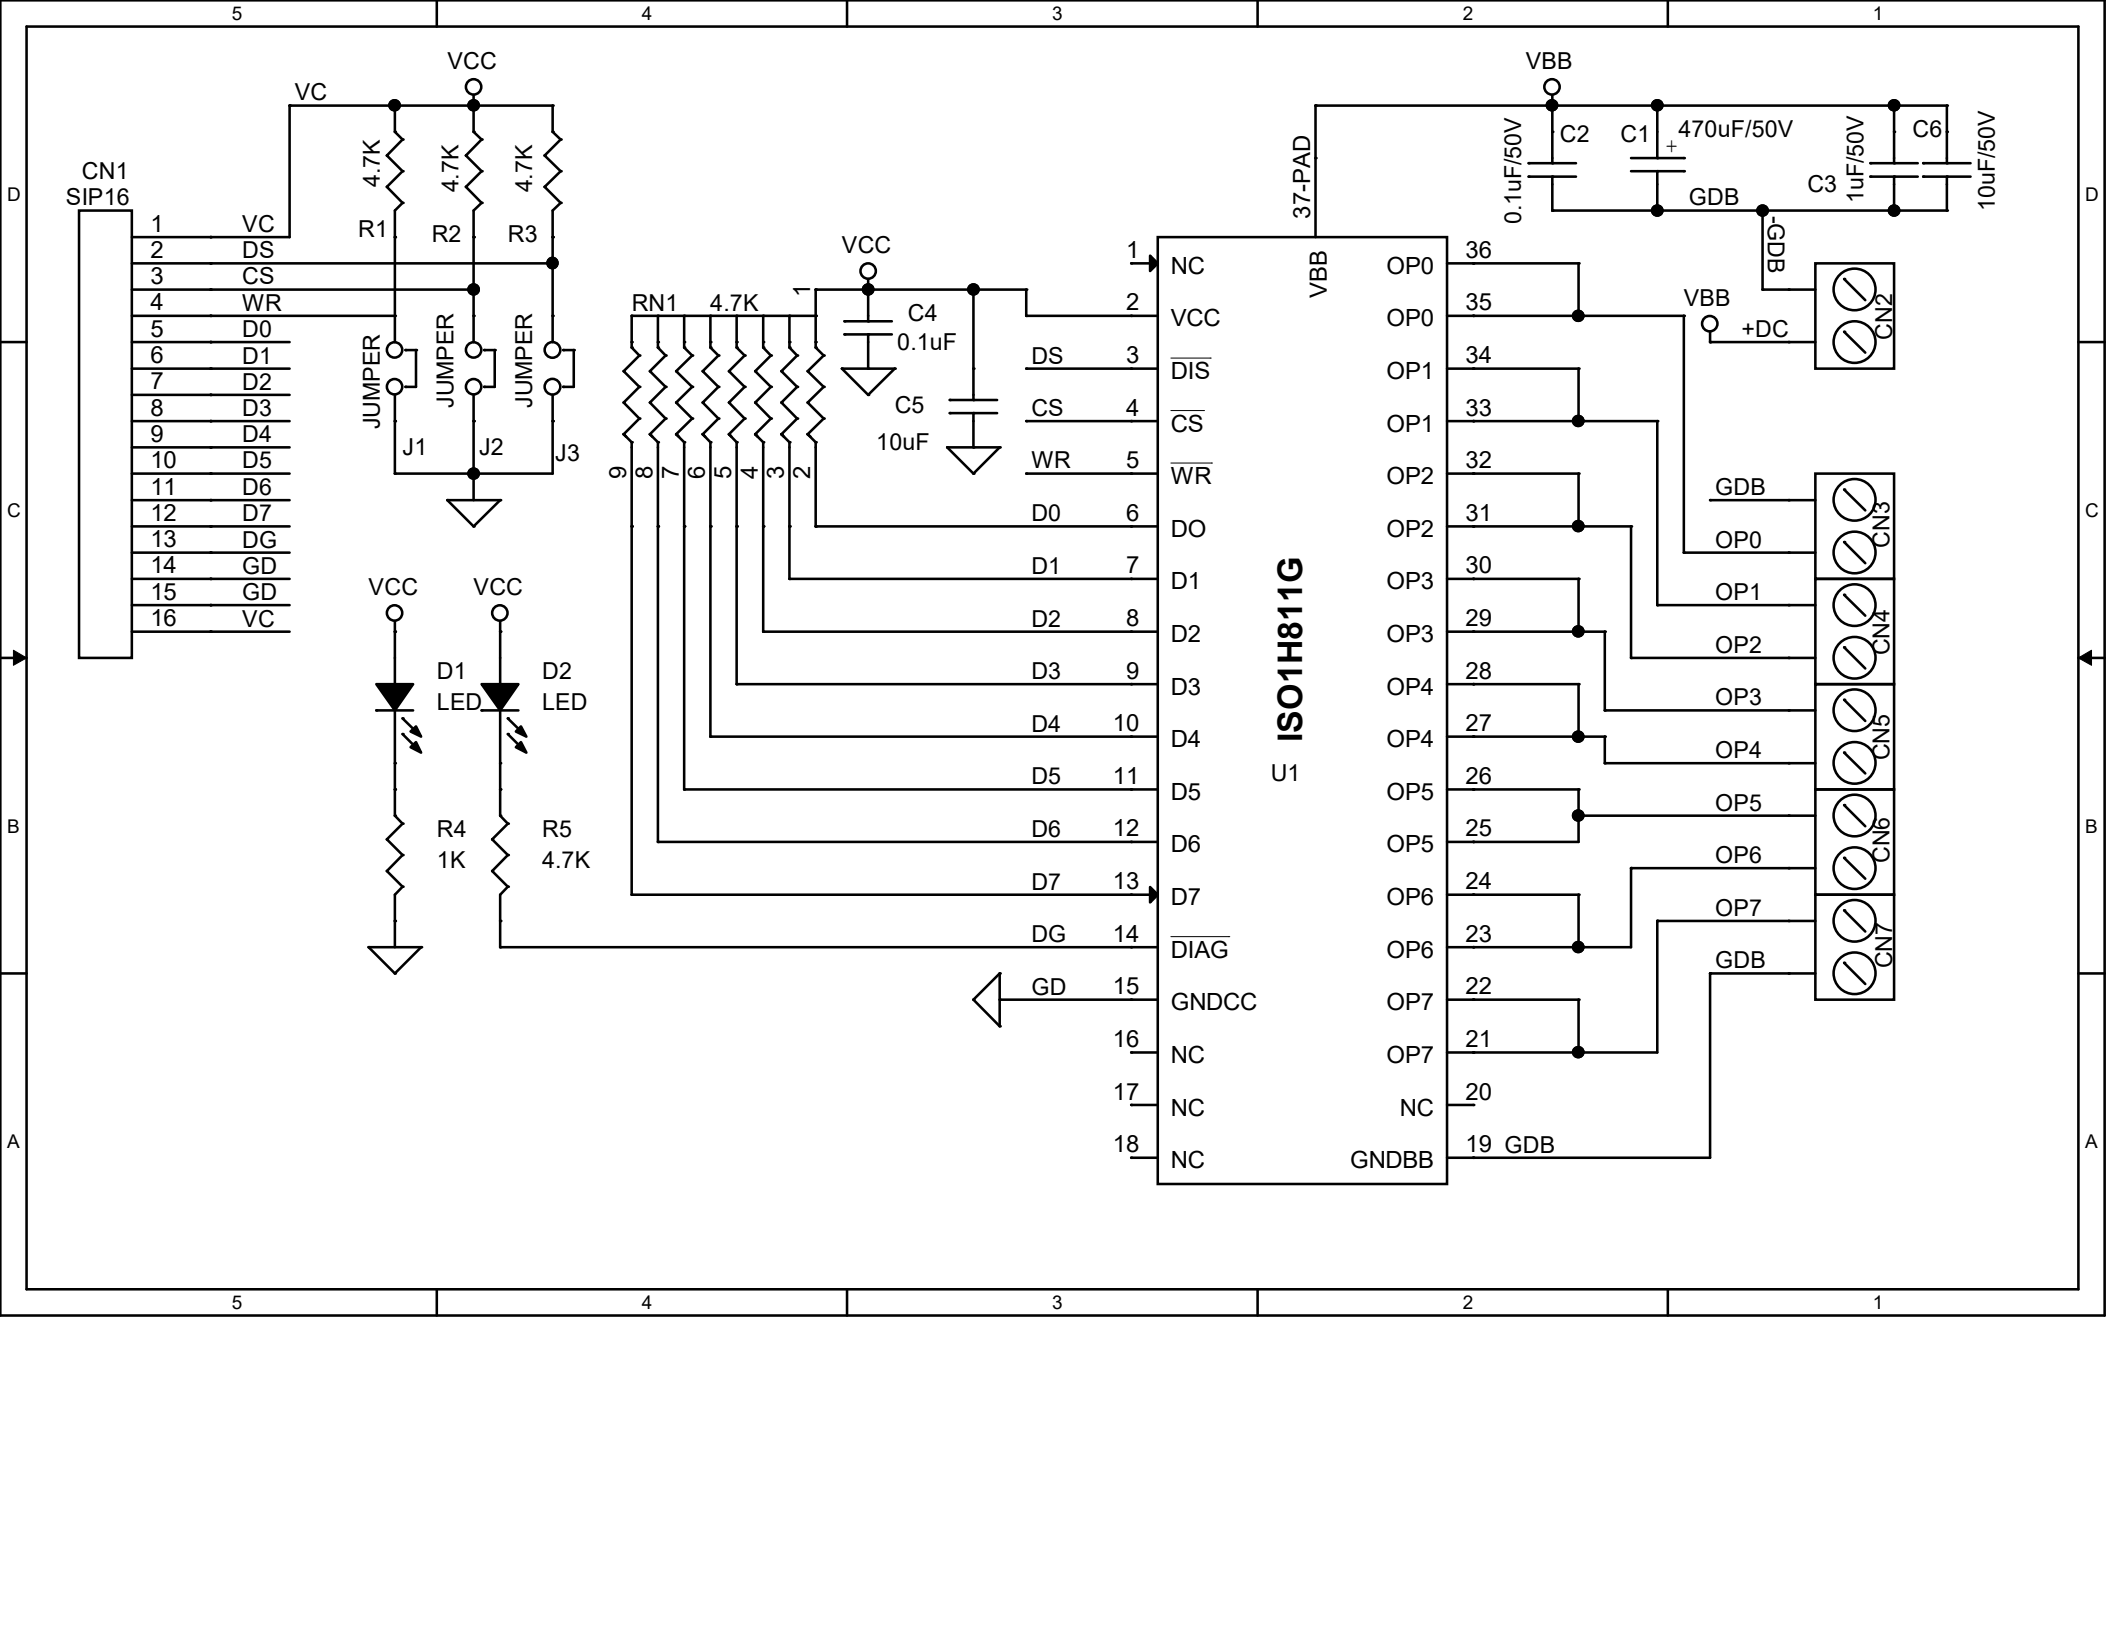 5 4 3 2 1
D
C
B
A
D
C
B
A
VCC
VC
4.7K
4.7K
4.7K
R1
R2
R3
CN1
SIP16
1 VC
2 DS
3 CS
4 WR
5 D0
6 D1
7 D2
8 D3
9 D4
10 D5
11 D6
12 D7
13 DG
14 GD
15 GD
16 VC
JUMPER
JUMPER
JUMPER
J1
J2
J3
VCC
VCC
D1
LED
D2
LED
R4
1K
R5
4.7K
RN1 4.7K
1
9
8
7
6
5
4
3
2
VCC
C4
0.1uF
C5
10uF
1 NC
2 VCC
DS 3 DIS
CS 4 CS
WR 5 WR
D0 6 DO
D1 7 D1
D2 8 D2
D3 9 D3
D4 10 D4
D5 11 D5
D6 12 D6
D7 13 D7
DG 14 DIAG
GD 15 GNDCC
16 NC
17 NC
18 NC
37-PAD
VBB
ISO1H811G
U1
OP0 36
OP0 35
OP1 34
OP1 33
OP2 32
OP2 31
OP3 30
OP3 29
OP4 28
OP4 27
OP5 26
OP5 25
OP6 24
OP6 23
OP7 22
OP7 21
NC 20
GNDBB 19 GDB
VBB
0.1uF/50V
C2
C1
+
470uF/50V
1uF/50V
C3
C6
10uF/50V
GDB
-GDB
VBB
+DC
CN2
GDB
OP0
CN3
OP1
OP2
CN4
OP3
OP4
CN5
OP5
OP6
CN6
OP7
GDB
CN7
5 4 3 2 1